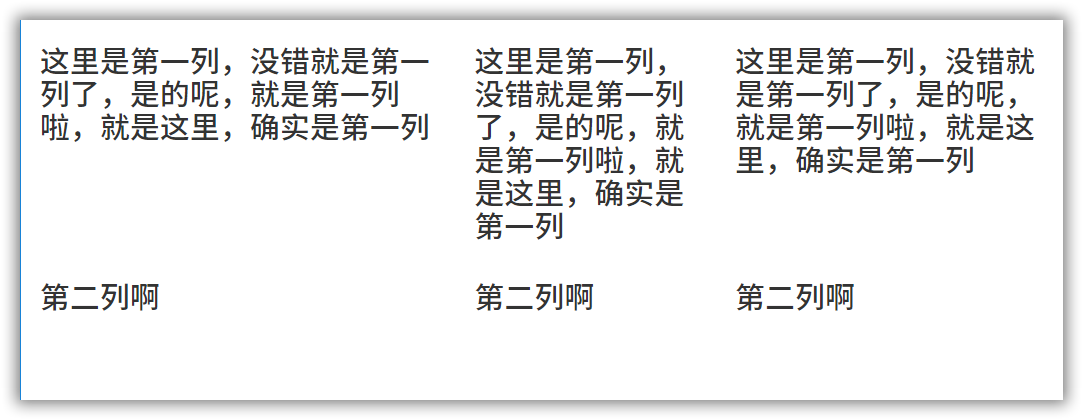 这里是第一列，没错就是第一
列了，是的呢，就是第一列
啦，就是这里，确实是第一列
这里是第一列，
没错就是第一列
了，是的呢，就
是第一列啦，就
是这里，确实是
第一列
这里是第一列，没错就
是第一列了，是的呢，
就是第一列啦，就是这
里，确实是第一列
第二列啊
第二列啊
第二列啊